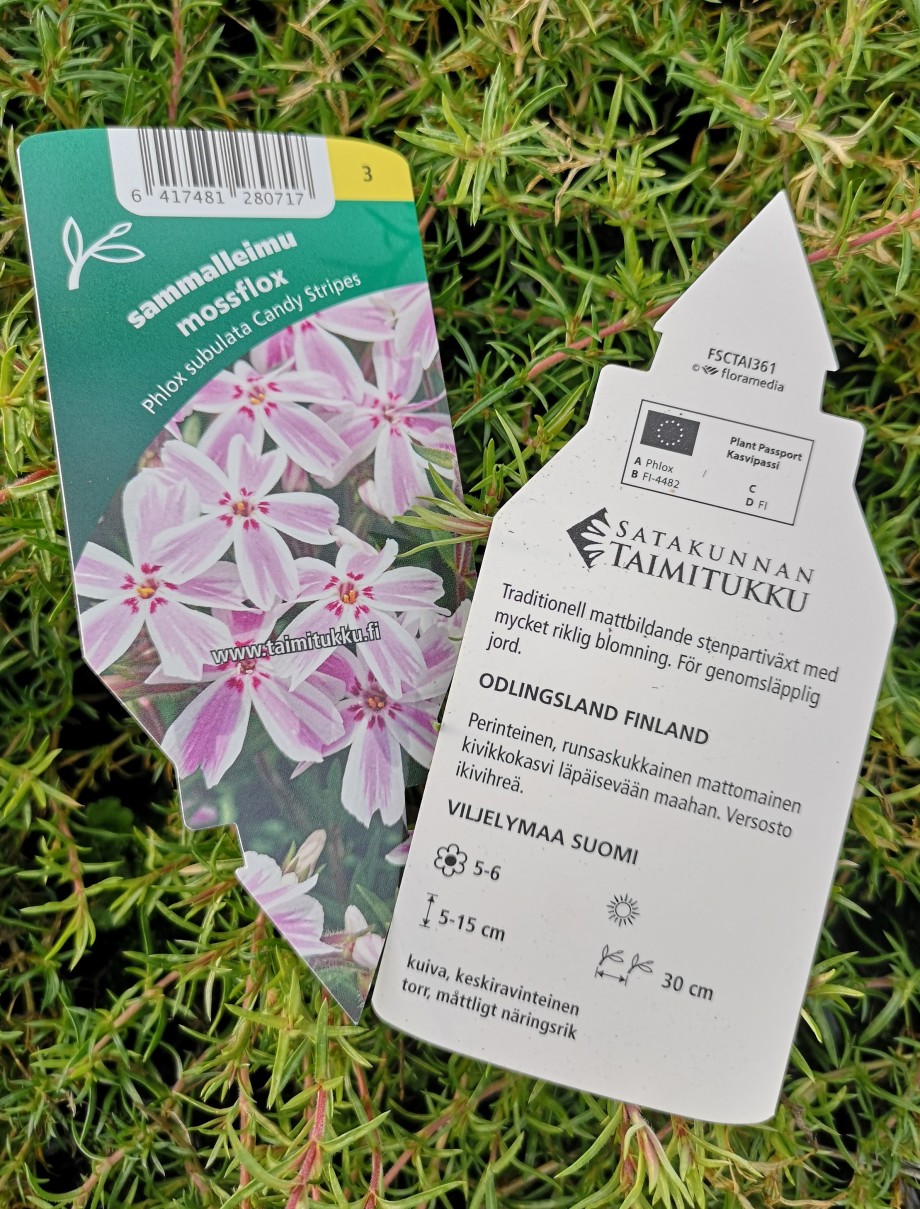 6 417481 280717
3
sammalleimu
mossflox
Phlox subulata Candy Stripes
www.taimitukku.fi
FSCTAI361
© floramedia
Plant Passport
Kasvipassi
A Phlox
B FI-4482
C
D FI
SATAKUNNAN
TAIMITUKKU
Traditionell mattbildande stenpartiväxt med
mycket riklig blomning. För genomsläpplig
jord.
ODLINGSLAND FINLAND
Perinteinen, runsaskukkainen mattomainen
kivikkokasvi läpäisevään maahan. Versosto
ikivihreä.
VILJELYMAA SUOMI
5-6
5-15 cm
30 cm
kuiva, keskiravinteinen
torr, måttligt näringsrik